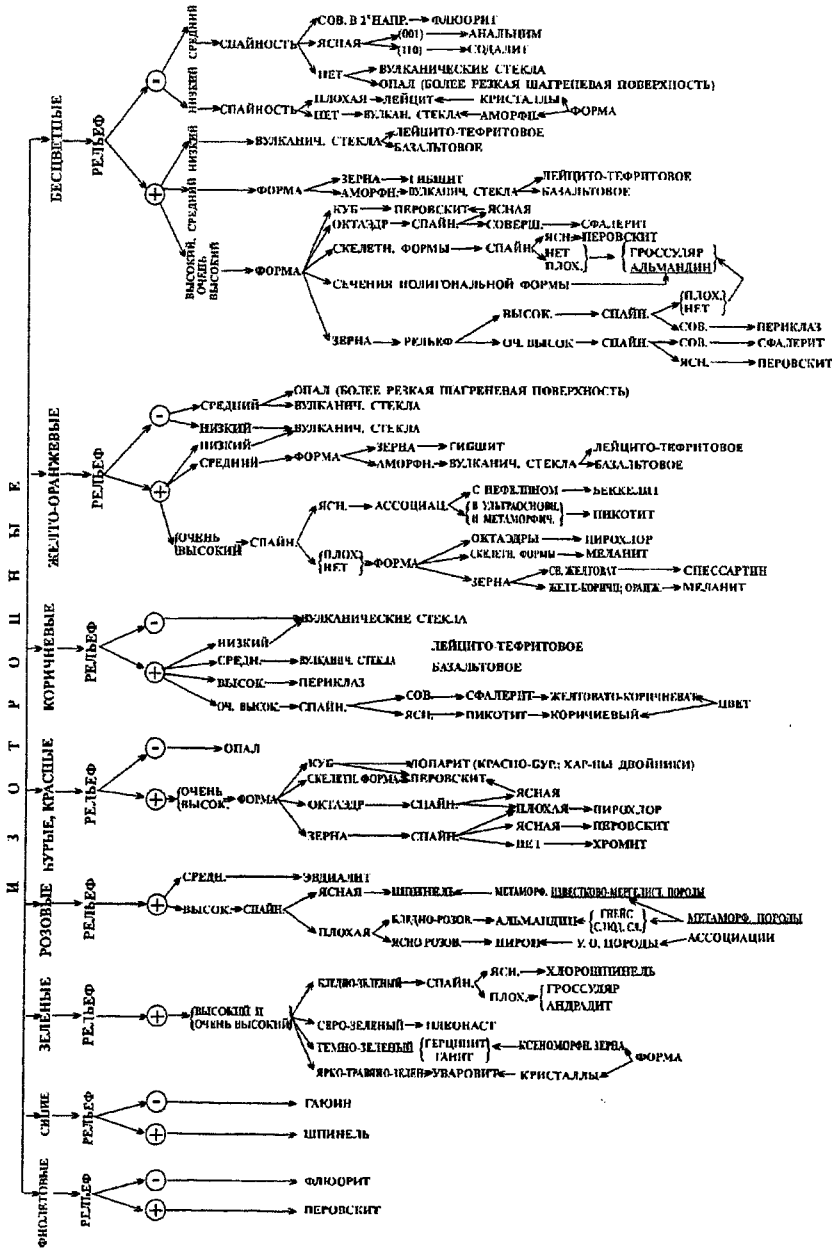 ИЗОТРОПНЫЕ
БЕСЦВЕТНЫЕ
РЕЛЬЕФ
-
НИЗКИЙ СРЕДНИЙ
СПАЙНОСТЬ
СОВ. В 2х НАПР. ФЛЮОРИТ
ЯСНАЯ (001) АНАЛЬЦИМ
(110) СОДАЛИТ
НЕТ ВУЛКАНИЧЕСКИЕ СТЕКЛА
ОПАЛ (БОЛЕЕ РЕЗКАЯ ШАГРЕНЕВАЯ ПОВЕРХНОСТЬ)
СПАЙНОСТЬ ПЛОХАЯ ЛЕЙЦИТ КРИСТАЛЛЫ
НЕТ ВУЛКАН. СТЕКЛА АМОРФН. ФОРМА
+
ВЫСОКИЙ, ОЧЕНЬ ВЫСОКИЙ СРЕДНИЙ НИЗКИЙ
ВУЛКАНИЧ. СТЕКЛА ЛЕЙЦИТО-ТЕФРИТОВОЕ
БАЗАЛЬТОВОЕ
ФОРМА ЗЕРНА ГИБШИТ ЛЕЙЦИТО-ТЕФРИТОВОЕ
АМОРФН. ВУЛКАНИЧ. СТЕКЛА БАЗАЛЬТОВОЕ
ФОРМА КУБ ПЕРОВСКИТ ЯСНАЯ
ОКТАЭДР СПАЙН. СОВЕРШ. СФАЛЕРИТ
СКЕЛЕТН. ФОРМЫ СПАЙН. ЯСН. ПЕРОВСКИТ
НЕТ ПЛОХ. ГРОССУЛЯР
АЛЬМАНДИН
СЕЧЕНИЯ ПОЛИГОНАЛЬНОЙ ФОРМЫ
ЗЕРНА РЕЛЬЕФ ВЫСОК. СПАЙН. ПЛОХ. НЕТ
СОВ. ПЕРИКЛАЗ
ОЧ. ВЫСОК СПАЙН. СОВ. СФАЛЕРИТ
ЯСН. ПЕРОВСКИТ
ЖЕЛТО-ОРАНЖЕВЫЕ
РЕЛЬЕФ
-
СРЕДНИЙ ОПАЛ (БОЛЕЕ РЕЗКАЯ ШАГРЕНЕВАЯ ПОВЕРХНОСТЬ)
ВУЛКАНИЧ. СТЕКЛА
НИЗКИЙ ВУЛКАНИЧ. СТЕКЛА
+
НИЗКИЙ
СРЕДНИЙ ФОРМА ЗЕРНА ГИБШИТ ЛЕЙЦИТО-ТЕФРИТОВОЕ
АМОРФН. ВУЛКАНИЧ. СТЕКЛА БАЗАЛЬТОВОЕ
ОЧЕНЬ ВЫСОКИЙ СПАЙН. ЯСН. АССОЦИАЦ. С НЕФЕЛИНОМ БЕККЕЛИТ
В УЛЬТРАОСНОВН. И МЕТАМОРФИЧ. ПИКОТИТ
ПЛОХ. НЕТ ФОРМА ОКТАЭДРЫ ПИРОХЛОР
СКЕЛЕТН. ФОРМЫ МЕЛАНИТ
ЗЕРНА СВ. ЖЕЛТОВАТ СПЕССАРТИН
ЖЕЛТ-КОРИЧН; ОРАНЖ. МЕЛАНИТ
КОРИЧНЕВЫЕ
РЕЛЬЕФ
-
ВУЛКАНИЧЕСКИЕ СТЕКЛА
+
НИЗКИЙ ЛЕЙЦИТО-ТЕФРИТОВОЕ
СРЕДН. ВУЛКАНИЧ. СТЕКЛА БАЗАЛЬТОВОЕ
ВЫСОК. ПЕРИКЛАЗ
ОЧ. ВЫСОК. СПАЙН. СОВ. СФАЛЕРИТ ЖЕЛТОВАТО-КОРИЧНЕВАТ. ЦВЕТ
ЯСН. ПИКОТИТ КОРИЧНЕВЫЙ
БУРЫЕ, КРАСНЫЕ
РЕЛЬЕФ
-
ОПАЛ
+
ОЧЕНЬ ВЫСОК. ФОРМА КУБ ЛОПАРИТ (КРАСНО-БУР.; ХАР-НЫ ДВОЙНИКИ)
СКЕЛЕТН. ФОРМА ПЕРОВСКИТ
ОКТАЭДР СПАЙН. ЯСНАЯ
ПЛОХАЯ ПИРОХЛОР
ЗЕРНА СПАЙН. ЯСНАЯ ПЕРОВСКИТ
НЕТ ХРОМИТ
РОЗОВЫЕ
РЕЛЬЕФ
+
СРЕДН. ЭВДИАЛИТ
ВЫСОК. СПАЙН. ЯСНАЯ ШПИНЕЛЬ МЕТАМОРФ. ИЗВЕСТКОВО-МЕРГЕЛИСТ. ПОРОДЫ
ПЛОХАЯ БЛЕДНО-РОЗОВ. АЛЬМАНДИН ГНЕЙС СЛЮД. СЛ. МЕТАМОРФ. ПОРОДЫ
ЯСНО РОЗОВ. ПИРОП У. О. ПОРОДЫ АССОЦИАЦИИ
ЗЕЛЕНЫЕ
РЕЛЬЕФ
+
ВЫСОКИЙ И ОЧЕНЬ ВЫСОКИЙ
БЛЕДНО-ЗЕЛЕНЫЙ СПАЙН. ЯСН. ХЛОРОШПИНЕЛЬ
ПЛОХ. ГРОССУЛЯР
АНДРАДИТ
СЕРО-ЗЕЛЕНЫЙ ПЛЕОНАСТ
ТЕМНО-ЗЕЛЕНЫЙ ГЕРЦИНИТ ГАНИТ КСЕНОМОРФН. ЗЕРНА ФОРМА
ЯРКО-ТРАВЯНО-ЗЕЛЕН УВАРОВИТ КРИСТАЛЛЫ
СИНИЕ
РЕЛЬЕФ
-
ГАЮИН
+
ШПИНЕЛЬ
ФИОЛЕТОВЫЕ
РЕЛЬЕФ
-
ФЛЮОРИТ
+
ПЕРОВСКИТ